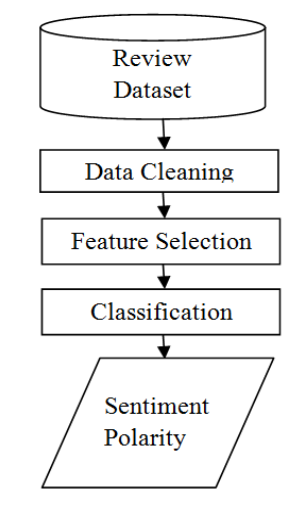 Review
Dataset
Data Cleaning
Feature Selection
Classification
Sentiment
Polarity